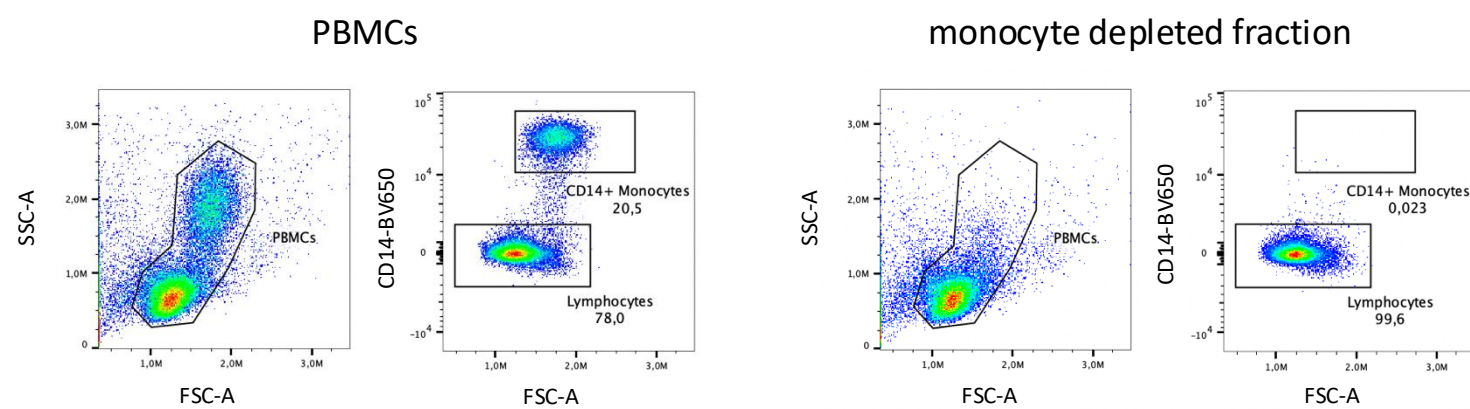 PBMCs
monocyte depleted fraction
SSC-A
3,0M
2,0M
1,0M
0
PBMCs
1,0M
2,0M
3,0M
FSC-A
CD14-BV650
10^5
10^4
0
-10^4
CD14+ Monocytes
20,5
Lymphocytes
78,0
1,0M
2,0M
3,0M
FSC-A
SSC-A
3,0M
2,0M
1,0M
0
PBMCs
1,0M
2,0M
3,0M
FSC-A
CD14-BV650
10^5
10^4
0
-10^4
CD14+ Monocytes
0,023
Lymphocytes
99,6
1,0M
2,0M
3,0M
FSC-A